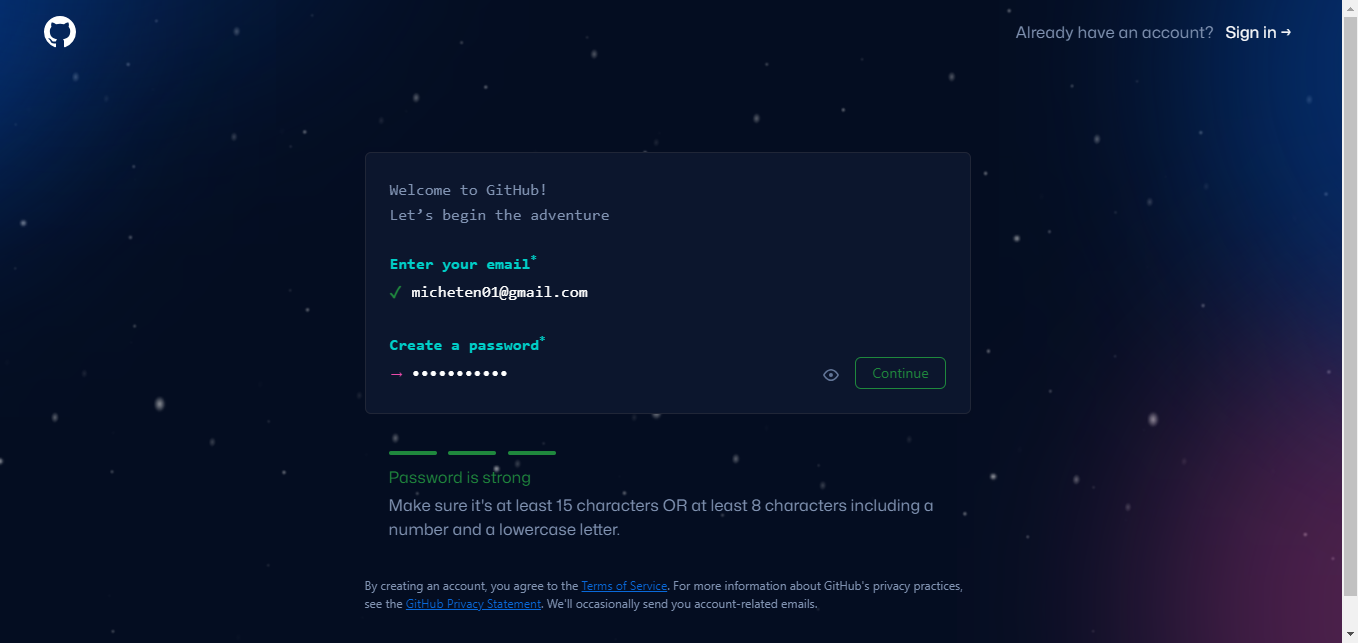 Already have an account? Sign in →
Welcome to GitHub!
Let’s begin the adventure
Enter your email*
✓ micheten01@gmail.com
Create a password*
→ •••••••••••
Continue
Password is strong
Make sure it's at least 15 characters OR at least 8 characters including a
number and a lowercase letter.
By creating an account, you agree to the Terms of Service. For more information about GitHub's privacy practices,
see the GitHub Privacy Statement. We'll occasionally send you account-related emails.